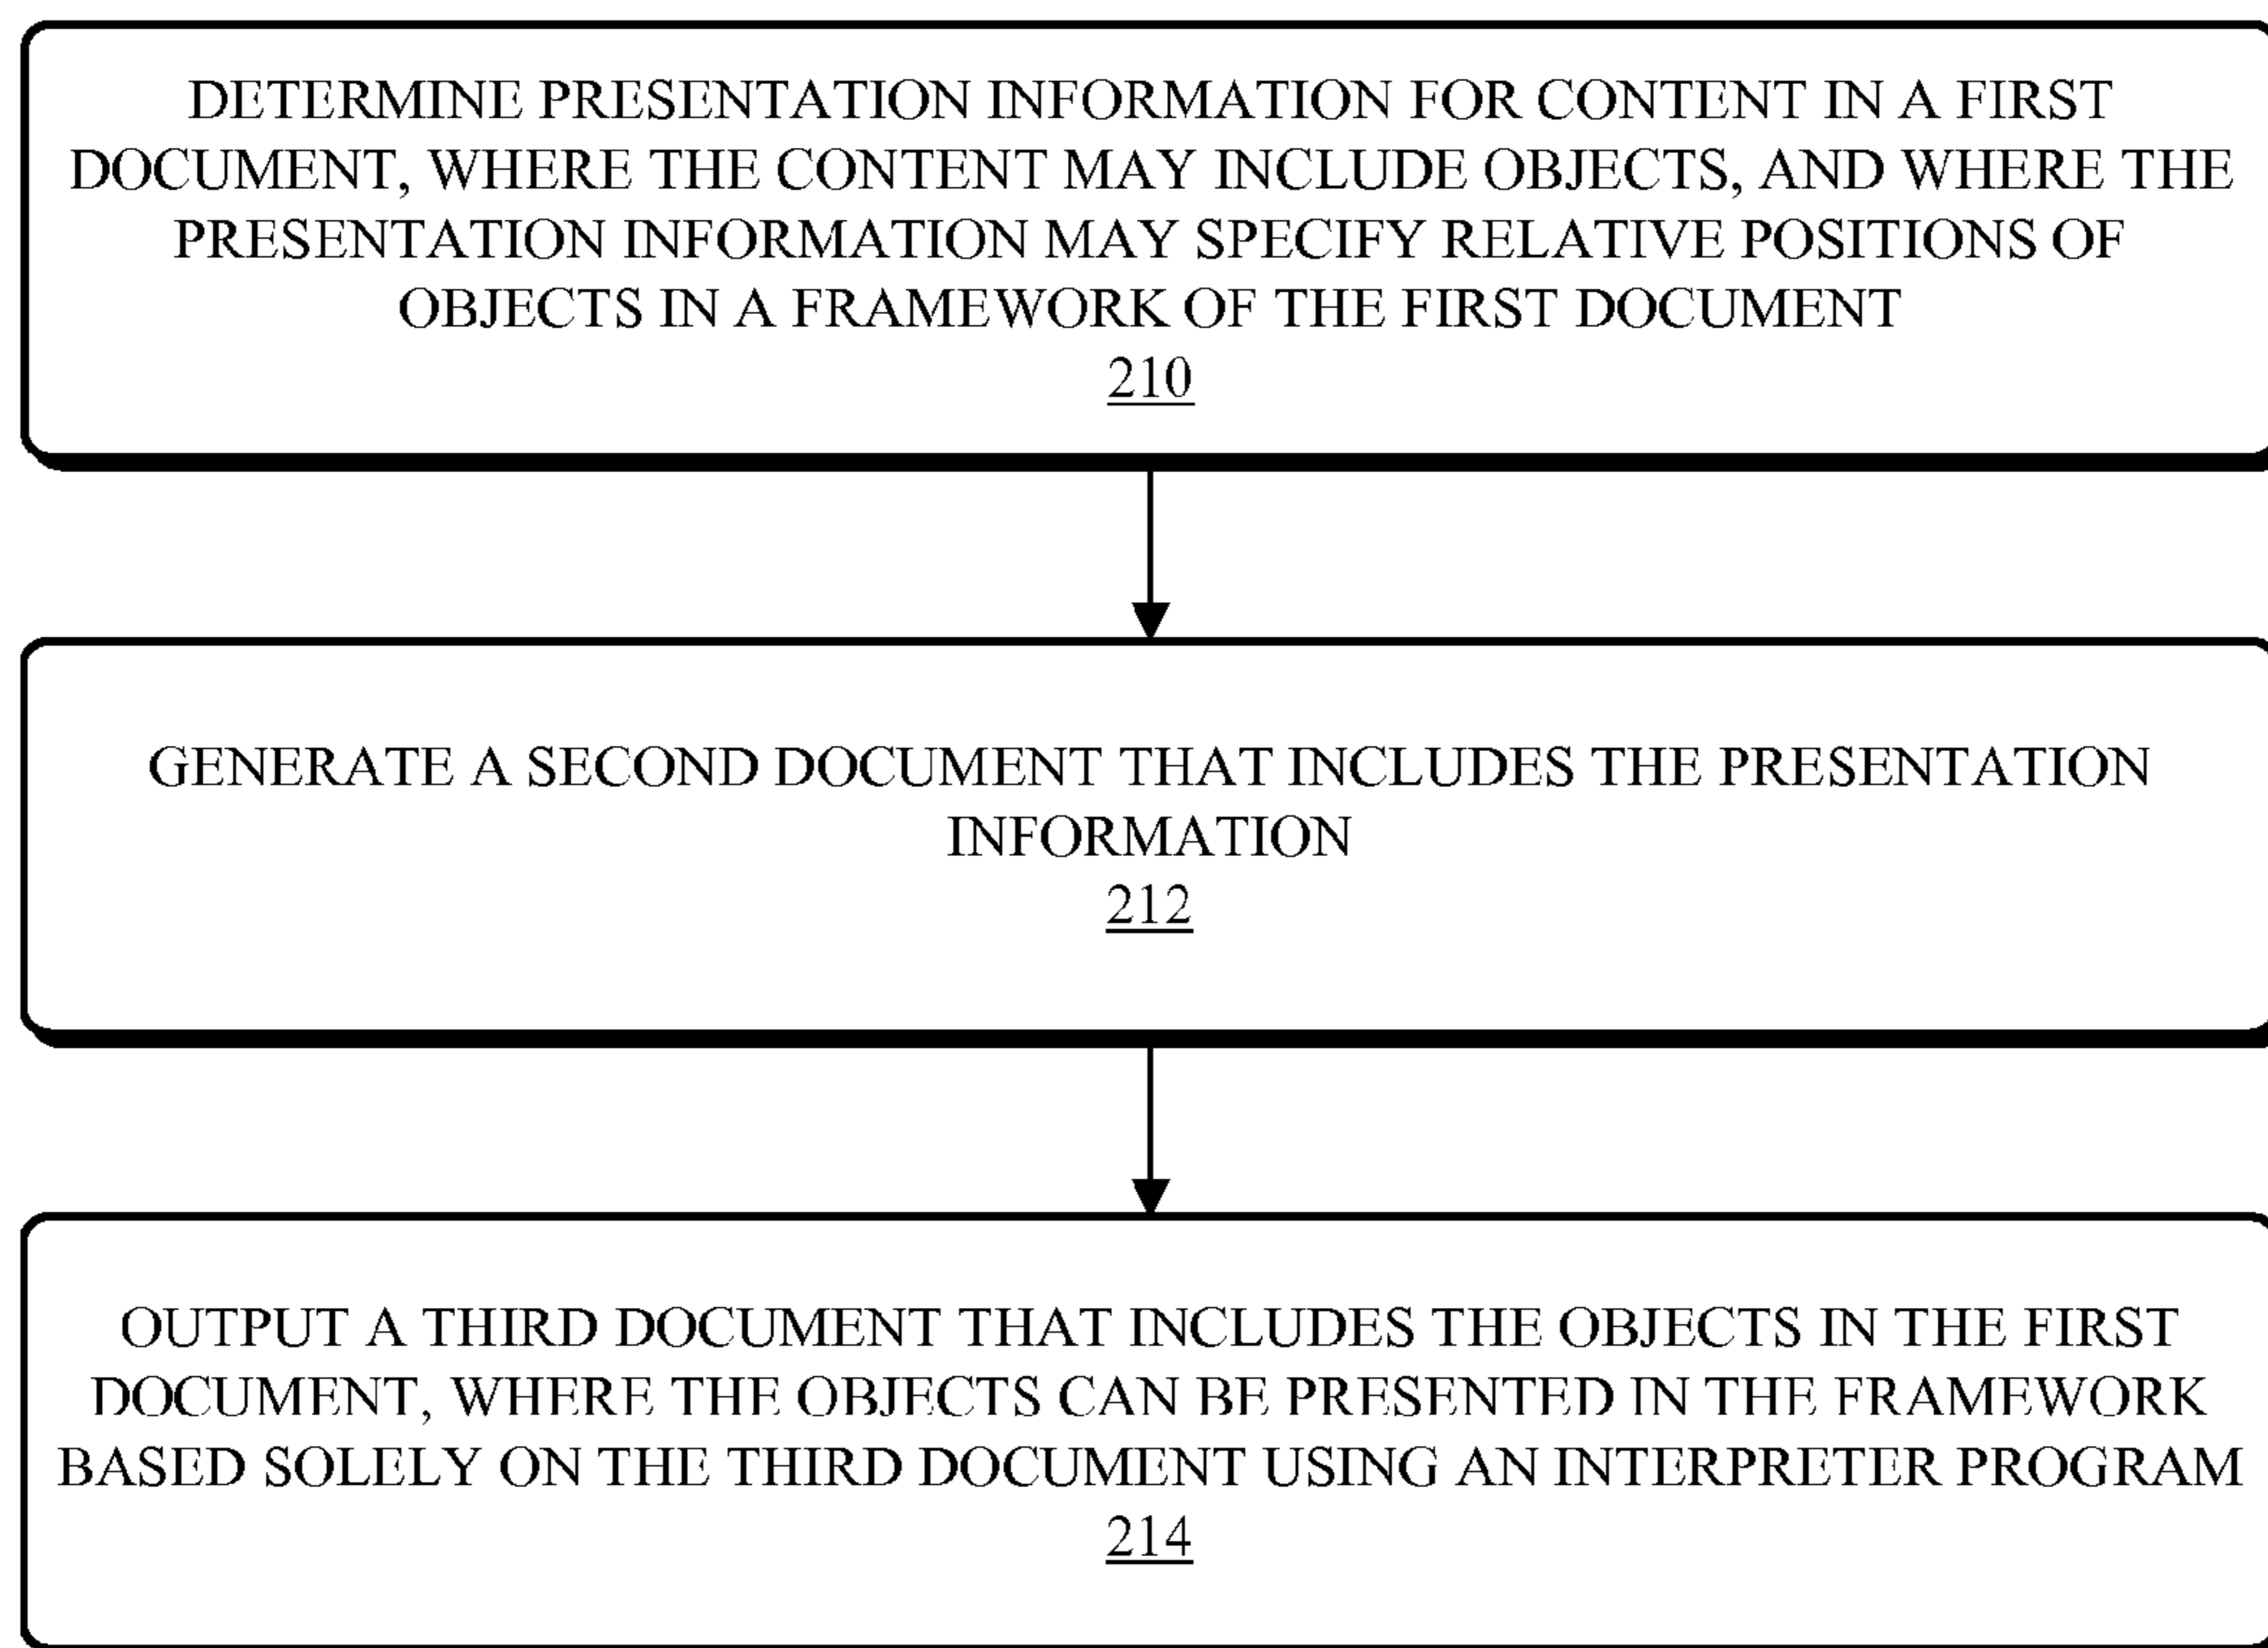 DETERMINE PRESENTATION INFORMATION FOR CONTENT IN A FIRST
DOCUMENT, WHERE THE CONTENT MAY INCLUDE OBJECTS, AND WHERE THE
PRESENTATION INFORMATION MAY SPECIFY RELATIVE POSITIONS OF
OBJECTS IN A FRAMEWORK OF THE FIRST DOCUMENT
210
GENERATE A SECOND DOCUMENT THAT INCLUDES THE PRESENTATION
INFORMATION
212
OUTPUT A THIRD DOCUMENT THAT INCLUDES THE OBJECTS IN THE FIRST
DOCUMENT, WHERE THE OBJECTS CAN BE PRESENTED IN THE FRAMEWORK
BASED SOLELY ON THE THIRD DOCUMENT USING AN INTERPRETER PROGRAM
214